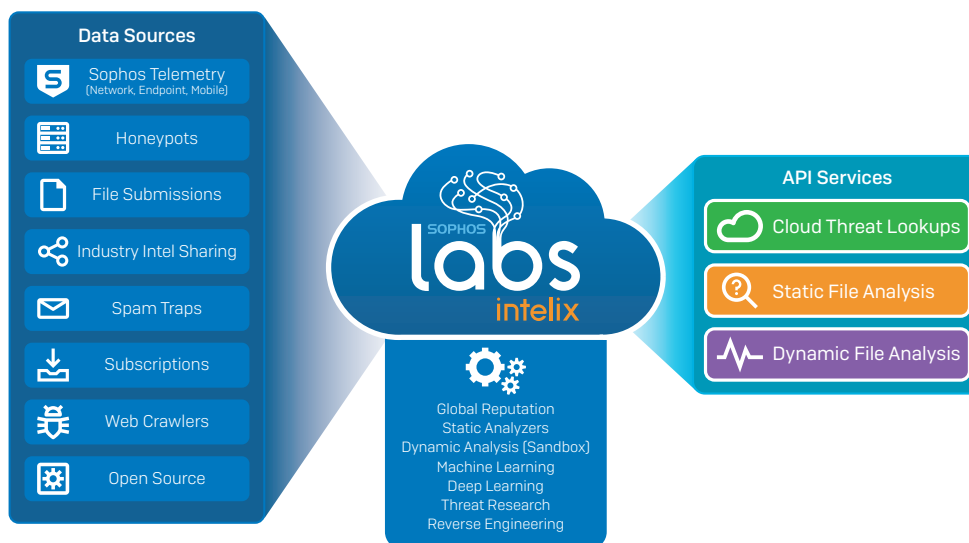 Data Sources
Sophos Telemetry
(Network, Endpoint, Mobile)
Honeypots
File Submissions
Industry Intel Sharing
Spam Traps
Subscriptions
Web Crawlers
Open Source
SOPHOS
labs
intelix
Global Reputation
Static Analyzers
Dynamic Analysis (Sandbox)
Machine Learning
Deep Learning
Threat Research
Reverse Engineering
API Services
Cloud Threat Lookups
Static File Analysis
Dynamic File Analysis